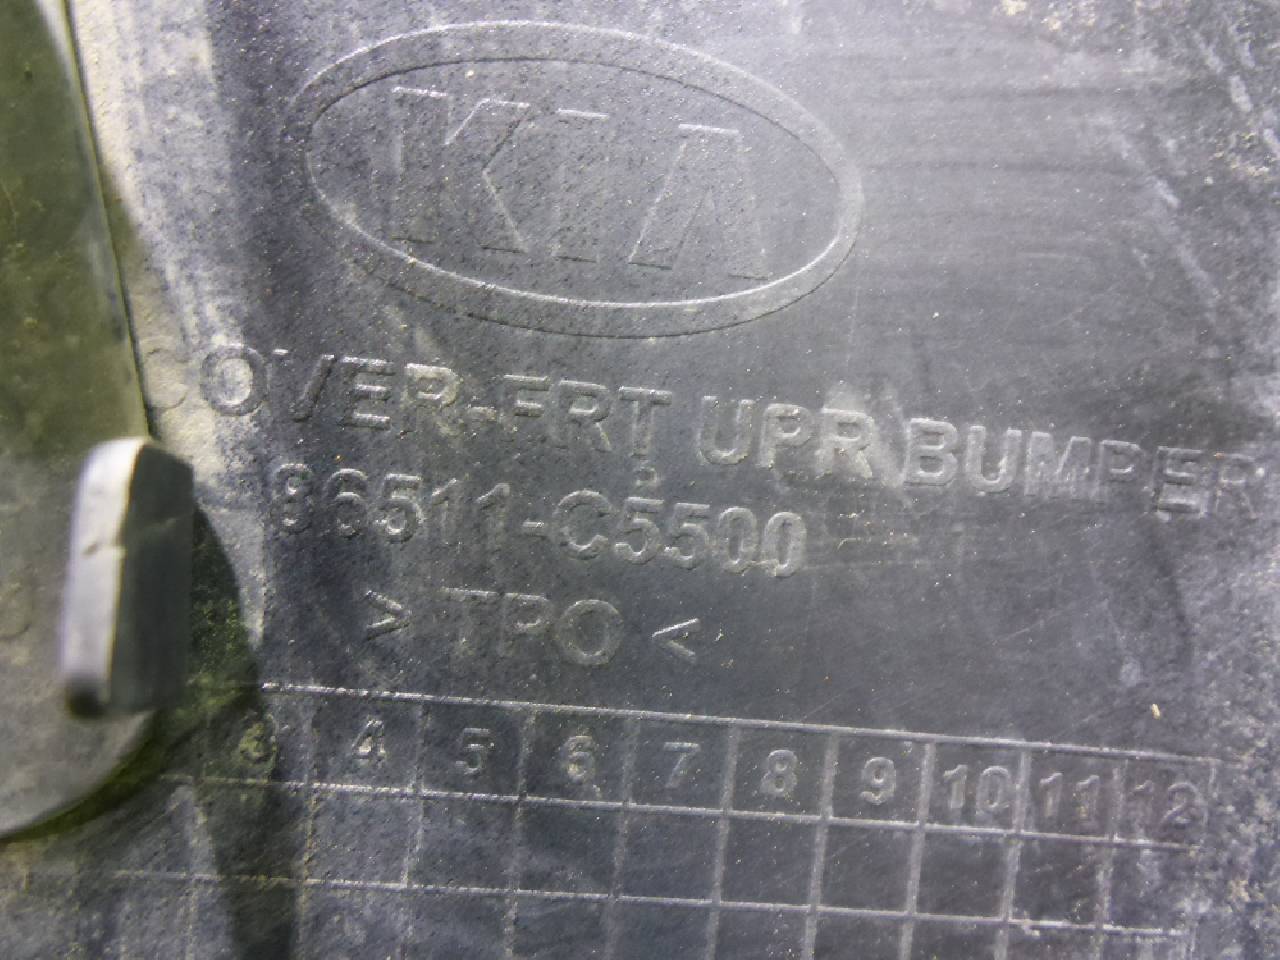 KIA
COVER-FRT UPR BUMPER
86511-C5500
> TPO <
3 4 5 6 7 8 9 10 11 12